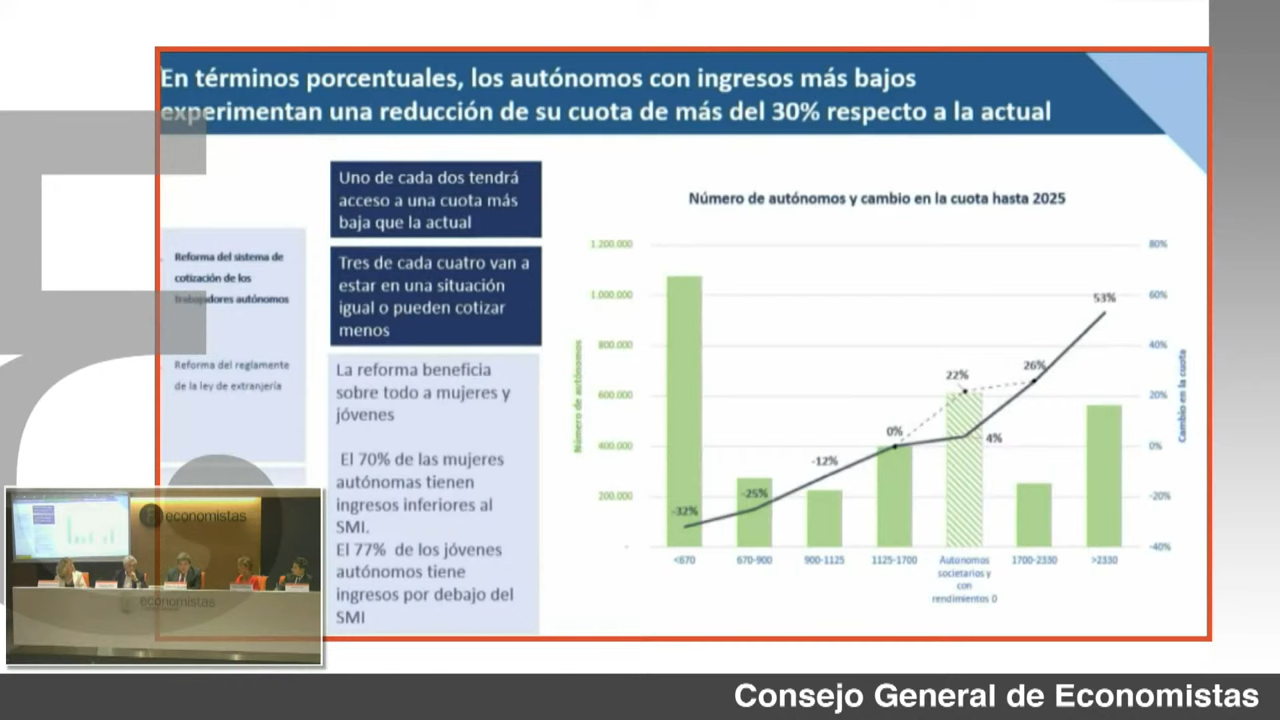 En términos porcentuales, los autónomos con ingresos más bajos
experimentan una reducción de su cuota de más del 30% respecto a la actual
Reforma del sistema de
cotización de los
trabajadores autónomos
Reforma del reglamente
de la ley de extranjería
Uno de cada dos tendrá
acceso a una cuota más
baja que la actual
Tres de cada cuatro van a
estar en una situación
igual o pueden cotizar
menos
La reforma beneficia
sobre todo a mujeres y
jóvenes
El 70% de las mujeres
autónomas tienen
ingresos inferiores al
SMI.
El 77% de los jóvenes
autónomos tiene
ingresos por debajo del
SMI
Número de autónomos y cambio en la cuota hasta 2025
Número de autónomos
1.200.000
1.000.000
800.000
600.000
400.000
200.000
-
80%
60%
40%
20%
0%
-20%
-40%
Cambio en la cuota
-32%
-25%
-12%
0%
22%
4%
26%
53%
<670
670-900
900-1125
1125-1700
Autonomos
societarios y
con
rendimientos 0
1700-2330
>2330
economistas
economistas
Consejo General de Economistas